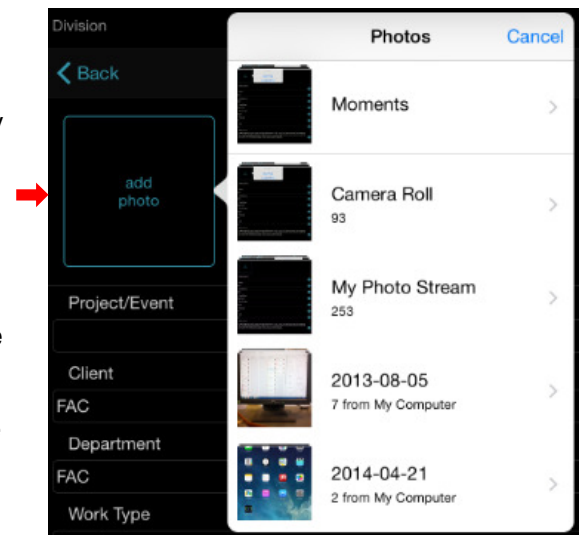 Division
Back
add
photo
Project/Event
Client
FAC
Department
FAC
Work Type
Photos
Cancel
Moments
Camera Roll
93
My Photo Stream
253
2013-08-05
7 from My Computer
2014-04-21
2 from My Computer
y
e